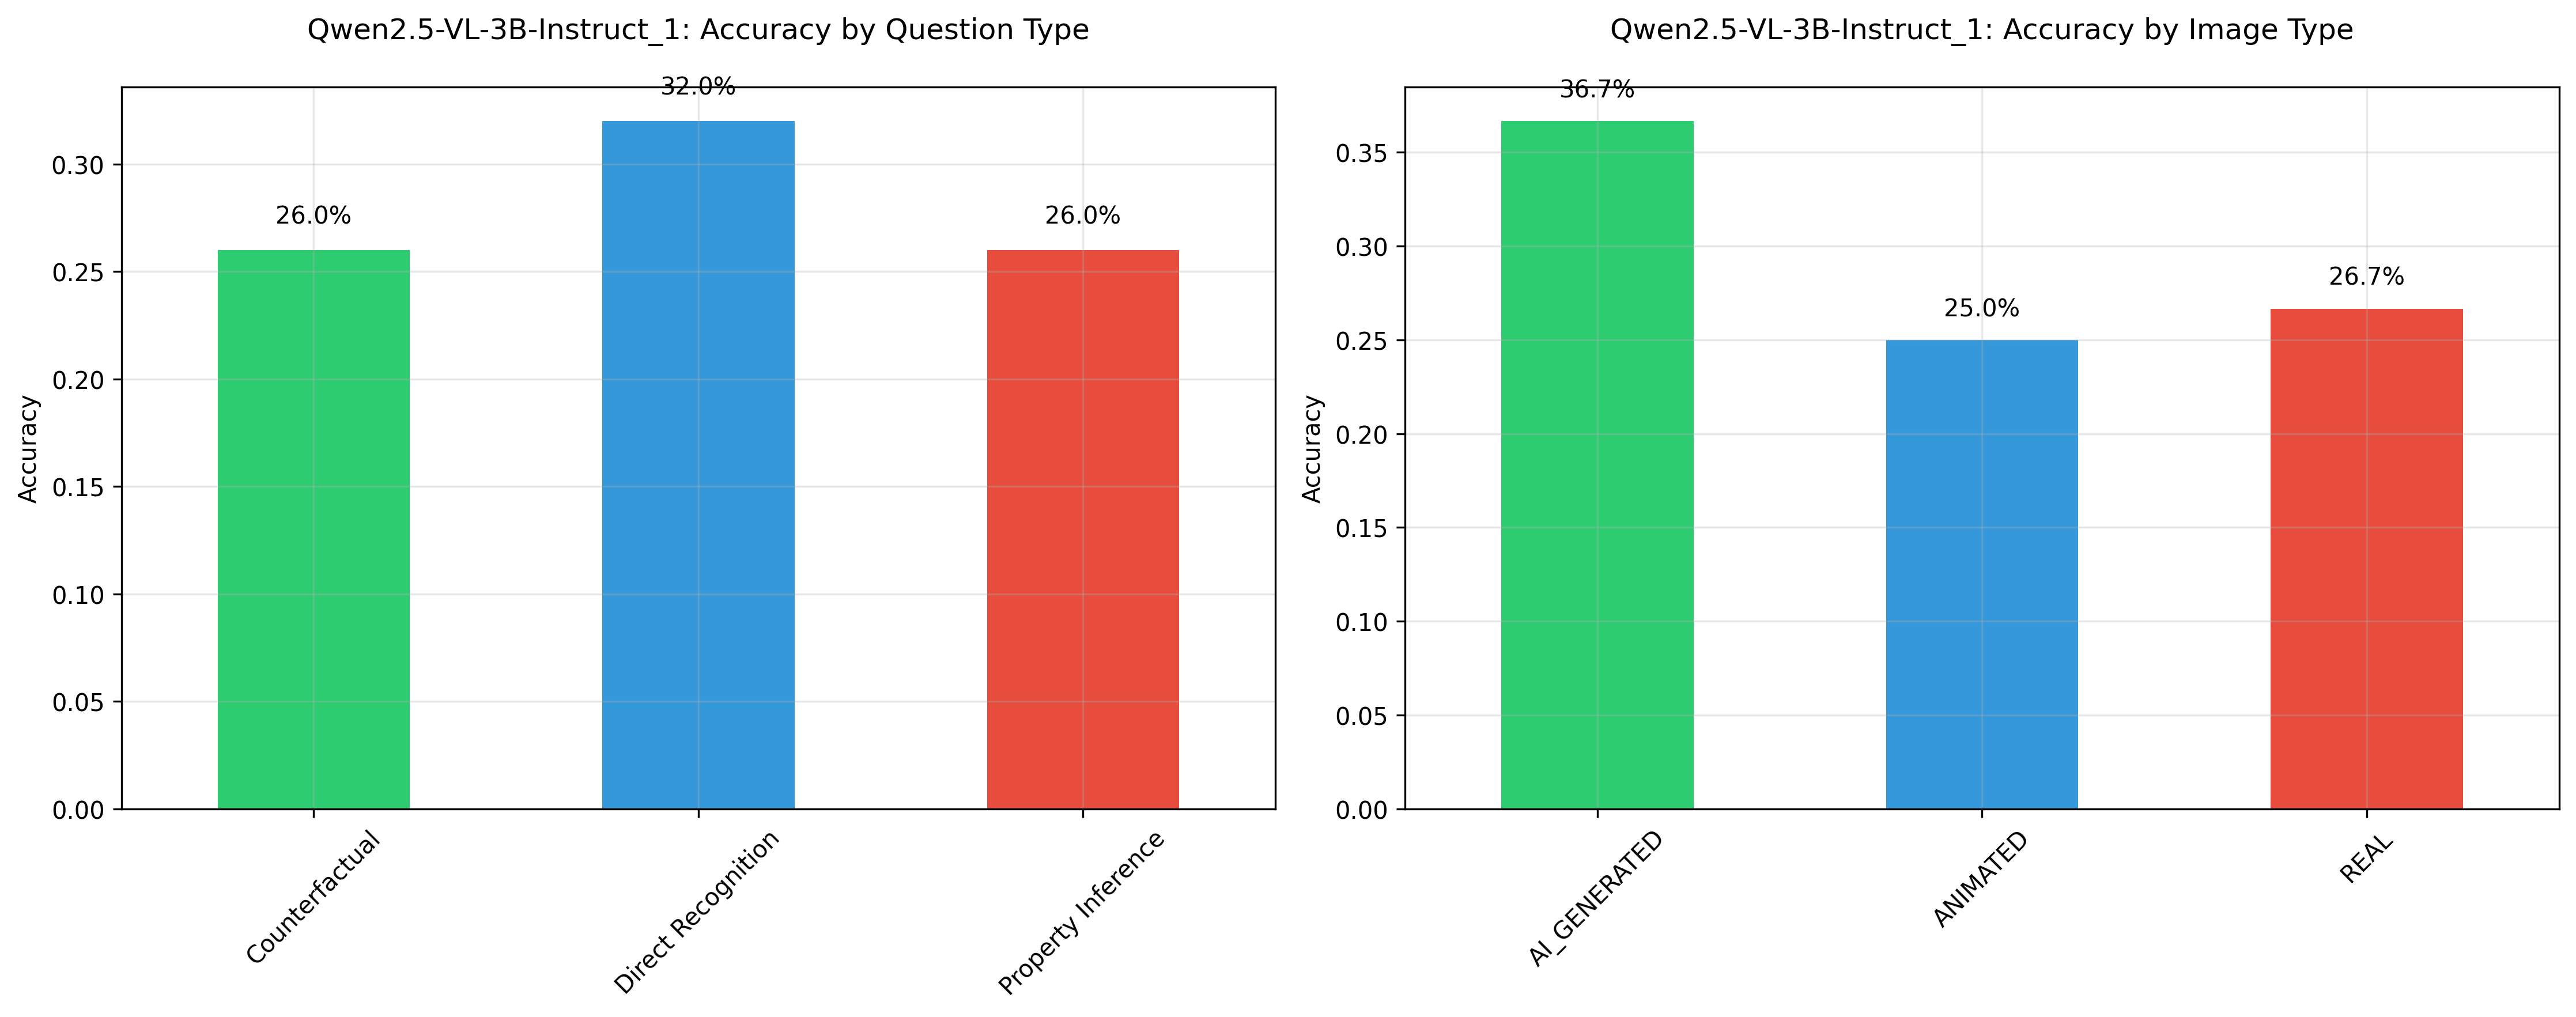 Qwen2.5-VL-3B-Instruct_1: Accuracy by Question Type
32.0%
26.0%
26.0%
Accuracy
0.30
0.25
0.20
0.15
0.10
0.05
0.00
Counterfactual
Direct Recognition
Property Inference
Qwen2.5-VL-3B-Instruct_1: Accuracy by Image Type
36.7%
25.0%
26.7%
Accuracy
0.35
0.30
0.25
0.20
0.15
0.10
0.05
0.00
AI_GENERATED
ANIMATED
REAL